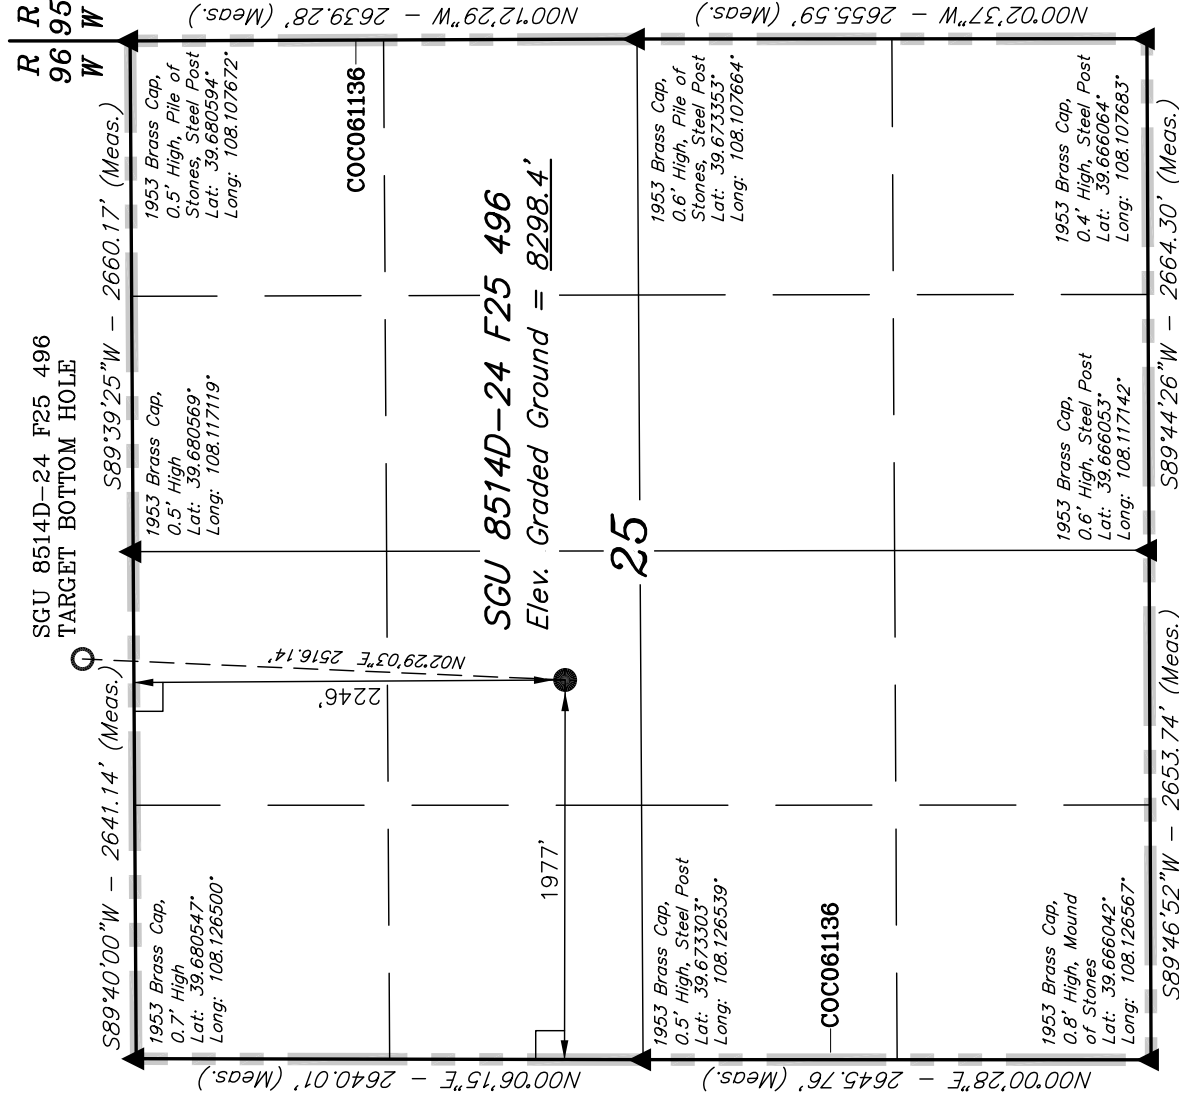 R R
96 95
W W
SGU 8514D-24 F25 496
TARGET BOTTOM HOLE
S89°40'00"W - 2641.14' (Meas.)
S89°39'25"W - 2660.17' (Meas.)
1953 Brass Cap,
0.7' High
Lat: 39.680547°
Long: 108.126500°
1953 Brass Cap,
0.5' High
Lat: 39.680569°
Long: 108.117119°
1953 Brass Cap,
0.5' High, Pile of
Stones, Steel Post
Lat: 39.680594°
Long: 108.107672°
N00°06'15"E - 2640.01' (Meas.)
N00°12'29"W - 2639.28' (Meas.)
2246'
N02°29'03"E 2516.14'
COC061136
SGU 8514D-24 F25 496
Elev. Graded Ground = 8298.4'
1977'
25
1953 Brass Cap,
0.5' High, Steel Post
Lat: 39.673303°
Long: 108.126539°
1953 Brass Cap,
0.6' High, Pile of
Stones, Steel Post
Lat: 39.673353°
Long: 108.107664°
COC061136
N00°00'28"E - 2645.76' (Meas.)
N00°02'37"W - 2655.59' (Meas.)
1953 Brass Cap,
0.8' High, Mound
of Stones
Lat: 39.666042°
Long: 108.126567°
1953 Brass Cap,
0.6' High, Steel Post
Lat: 39.666053°
Long: 108.117142°
1953 Brass Cap,
0.4' High, Steel Post
Lat: 39.666064°
Long: 108.107683°
S89°46'52"W - 2653.74' (Meas.)
S89°44'26"W - 2664.30' (Meas.)